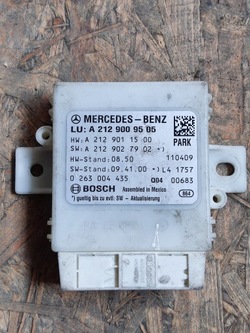 MERCEDES-BENZ
LU: A 212 900 95 05
HW: A 212 901 15 00 PARK
SW: A 212 902 79 02 *)
HW-Stand: 08.50 110409
SW-Stand: 09.41.00 *) L4 1757
0 263 004 435 Q04 00683
BOSCH Assembled in Mexico
*) gueltig bis zu evtl. SW - Aktualisierung 864